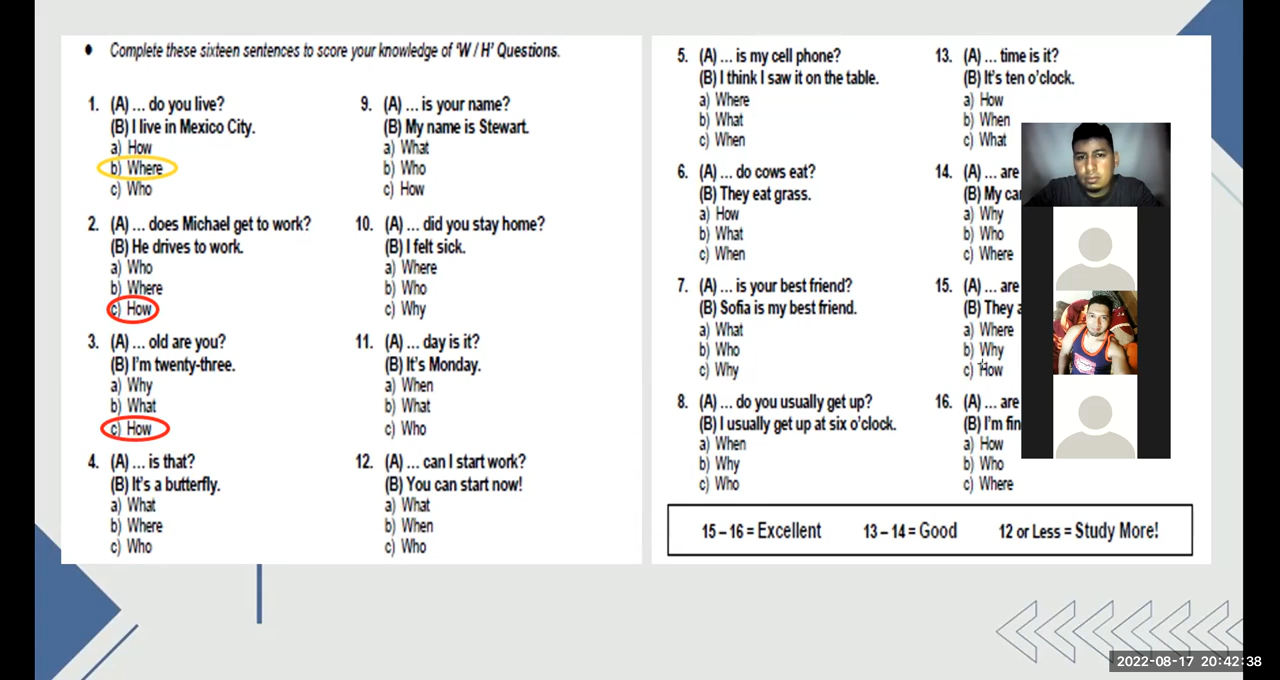 • Complete these sixteen sentences to score your knowledge of 'W / H' Questions.
1. (A) ... do you live?
(B) I live in Mexico City.
a) How
b) Where
c) Who
2. (A) ... does Michael get to work?
(B) He drives to work.
a) Who
b) Where
c) How
3. (A) ... old are you?
(B) I'm twenty-three.
a) Why
b) What
c) How
4. (A) ... is that?
(B) It's a butterfly.
a) What
b) Where
c) Who
9. (A) ... is your name?
(B) My name is Stewart.
a) What
b) Who
c) How
10. (A) ... did you stay home?
(B) I felt sick.
a) Where
b) Who
c) Why
11. (A) ... day is it?
(B) It's Monday.
a) When
b) What
c) Who
12. (A) ... can I start work?
(B) You can start now!
a) What
b) When
c) Who
5. (A) ... is my cell phone?
(B) I think I saw it on the table.
a) Where
b) What
c) When
6. (A) ... do cows eat?
(B) They eat grass.
a) How
b) What
c) When
7. (A) ... is your best friend?
(B) Sofia is my best friend.
a) What
b) Who
c) Why
8. (A) ... do you usually get up?
(B) I usually get up at six o'clock.
a) When
b) Why
c) Who
13. (A) ... time is it?
(B) It's ten o'clock.
a) How
b) When
c) What
14. (A) ... are
(B) My
a) Why
b) Who
c) Where
15. (A) ... are
(B) They
a) Where
b) Why
c) How
16. (A) ... are
(B) I'm
a) How
b) Who
c) Where
15 – 16 = Excellent 13 – 14 = Good 12 or Less = Study More!
2022-08-17 20:42:38